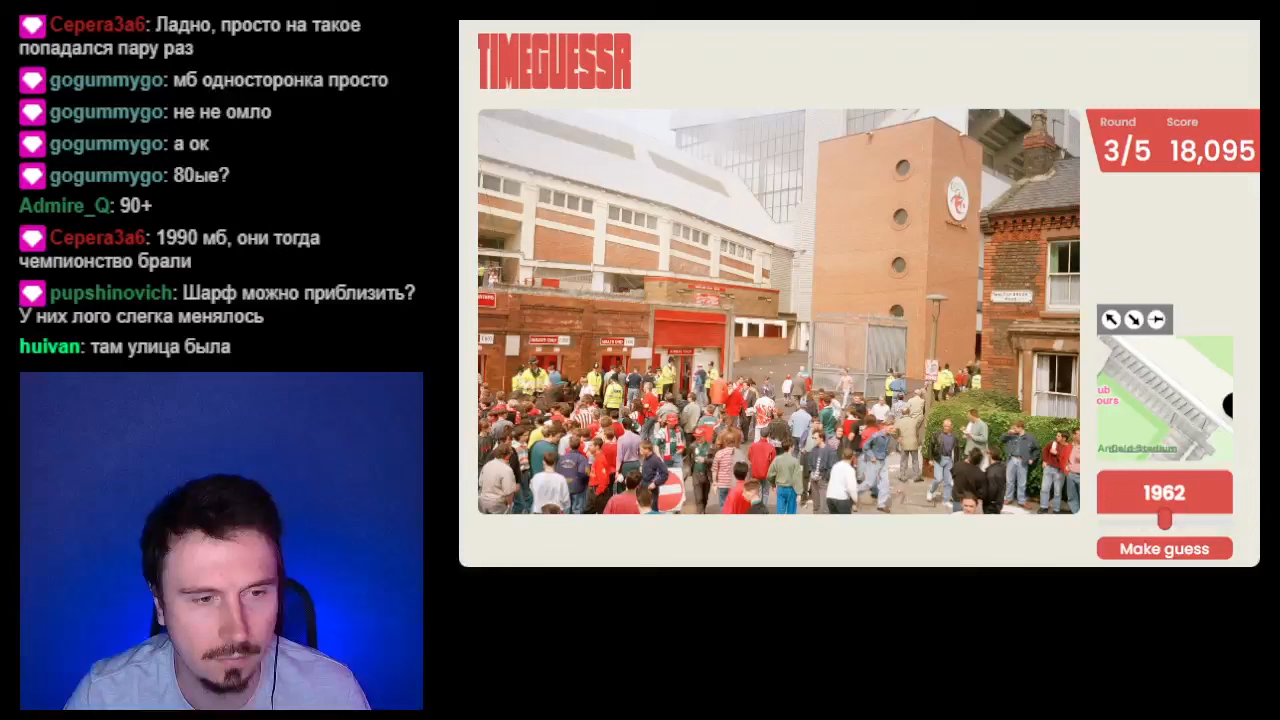 Cepera3a6: Ладно, просто на такое
попадался пару раз
gogummygo: мб односторонка просто
gogummygo: не не омло
gogummygo: а ок
gogummygo: 80ые?
Admire_Q: 90+
Cepera3a6: 1990 мб, они тогда
чемпионство брали
pupshinovich: Шарф можно приблизить?
У них лого слегка менялось
huivan: там улица была
TIMEGUESSR
Round Score
3/5 18,095
Anfield Stadium
1962
Make guess